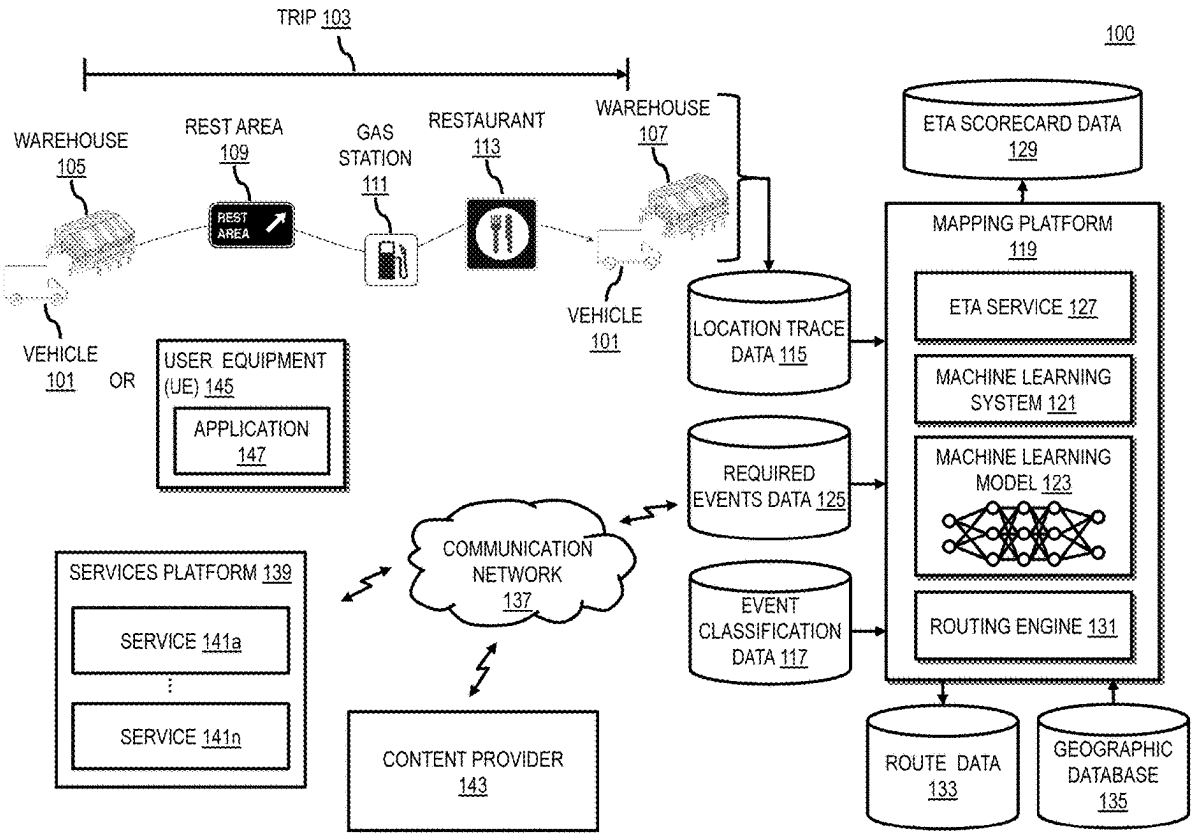 TRIP 103
100
WAREHOUSE
105
REST AREA
109
GAS
STATION
111
RESTAURANT
113
WAREHOUSE
107
REST
AREA
VEHICLE
101
OR
VEHICLE
101
USER EQUIPMENT
(UE) 145
APPLICATION
147
ETA SCORECARD DATA
129
MAPPING PLATFORM
119
ETA SERVICE 127
MACHINE LEARNING
SYSTEM 121
MACHINE LEARNING
MODEL 123
ROUTING ENGINE 131
LOCATION TRACE
DATA 115
REQUIRED
EVENTS DATA 125
EVENT
CLASSIFICATION
DATA 117
COMMUNICATION
NETWORK
137
SERVICES PLATFORM 139
SERVICE 141a
⋮
SERVICE 141n
CONTENT PROVIDER
143
ROUTE DATA
133
GEOGRAPHIC
DATABASE
135